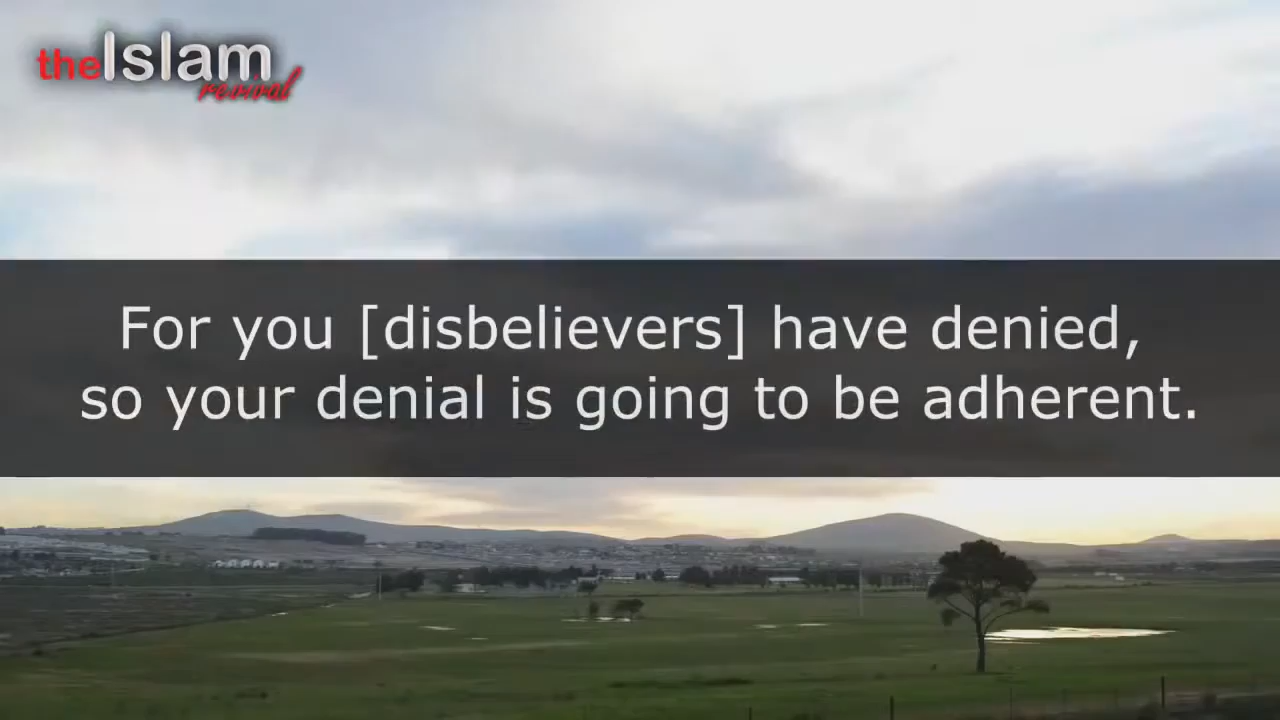 theIslam
revival
For you [disbelievers] have denied,
so your denial is going to be adherent.